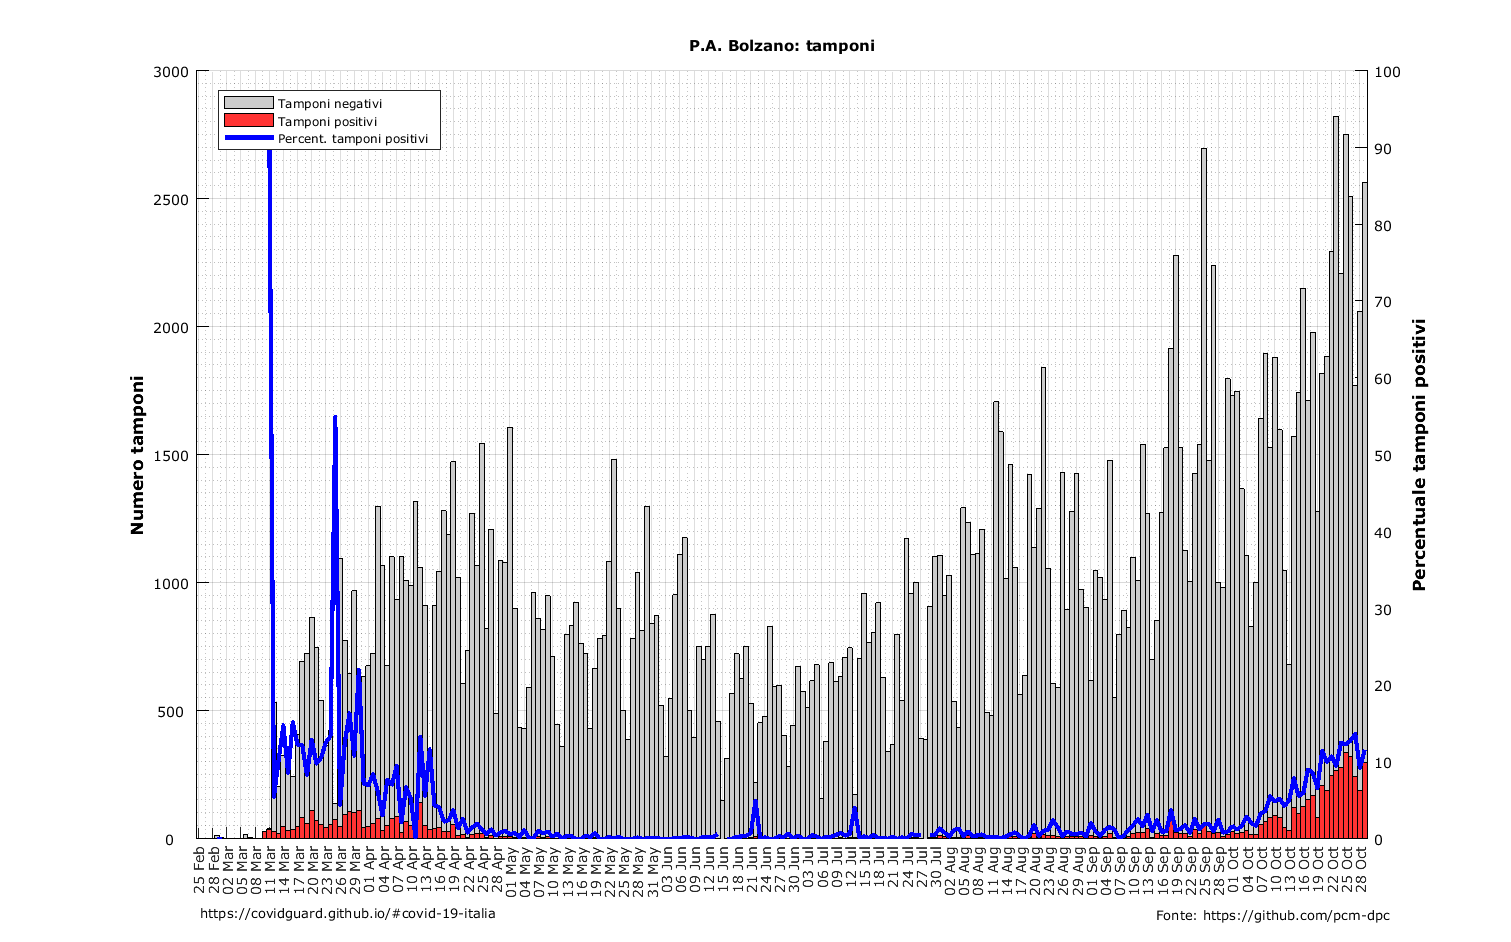 P.A. Bolzano: tamponi
Tamponi negativi
Tamponi positivi
Percent. tamponi positivi
Numero tamponi
3000
2500
2000
1500
1000
500
0
Percentuale tamponi positivi
100
90
80
70
60
50
40
30
20
10
0
25 Feb
28 Feb
02 Mar
05 Mar
08 Mar
11 Mar
14 Mar
17 Mar
20 Mar
23 Mar
26 Mar
29 Mar
01 Apr
04 Apr
07 Apr
10 Apr
13 Apr
16 Apr
19 Apr
22 Apr
25 Apr
28 Apr
01 May
04 May
07 May
10 May
13 May
16 May
19 May
22 May
25 May
28 May
31 May
03 Jun
06 Jun
09 Jun
12 Jun
15 Jun
18 Jun
21 Jun
24 Jun
27 Jun
30 Jun
03 Jul
06 Jul
09 Jul
12 Jul
15 Jul
18 Jul
21 Jul
24 Jul
27 Jul
30 Jul
02 Aug
05 Aug
08 Aug
11 Aug
14 Aug
17 Aug
20 Aug
23 Aug
26 Aug
29 Aug
01 Sep
04 Sep
07 Sep
10 Sep
13 Sep
16 Sep
19 Sep
22 Sep
25 Sep
28 Sep
01 Oct
04 Oct
07 Oct
10 Oct
13 Oct
16 Oct
19 Oct
22 Oct
25 Oct
28 Oct
https://covidguard.github.io/#covid-19-italia
Fonte: https://github.com/pcm-dpc